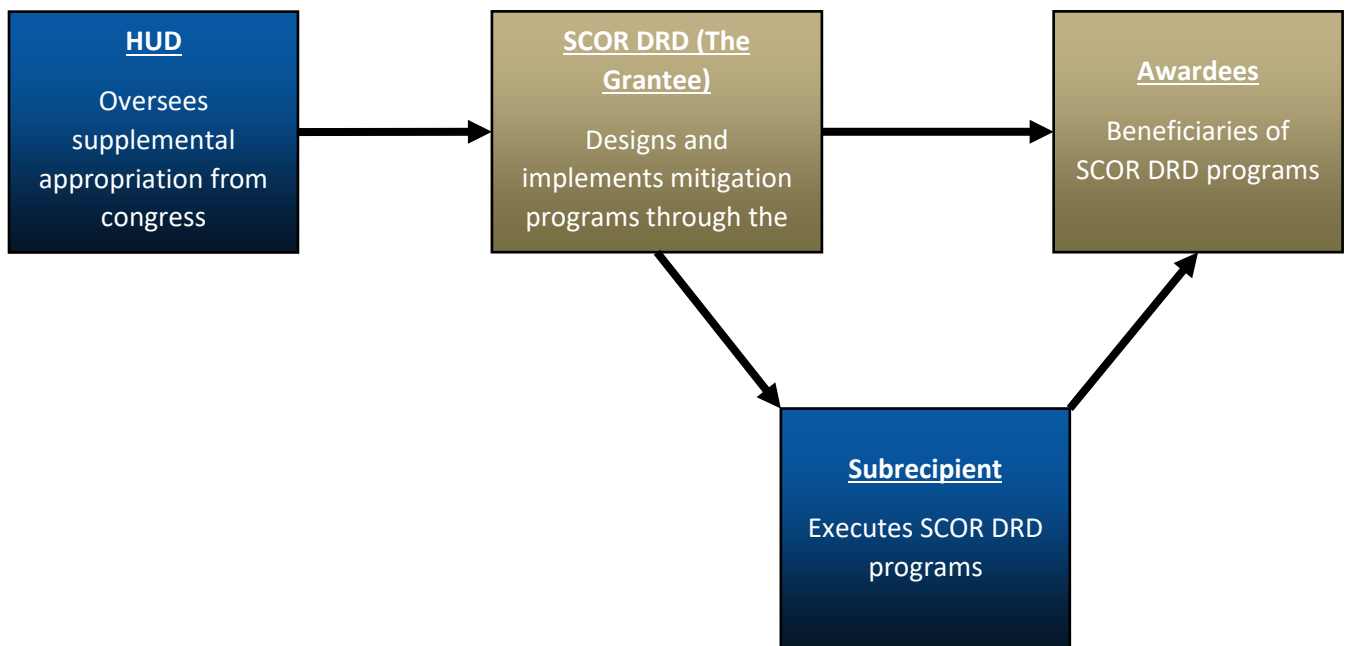 HUD
Oversees
supplemental
appropriation from
congress
SCOR DRD (The
Grantee)
Designs and
implements mitigation
programs through the
Awardees
Beneficiaries of
SCOR DRD programs
Subrecipient
Executes SCOR DRD
programs